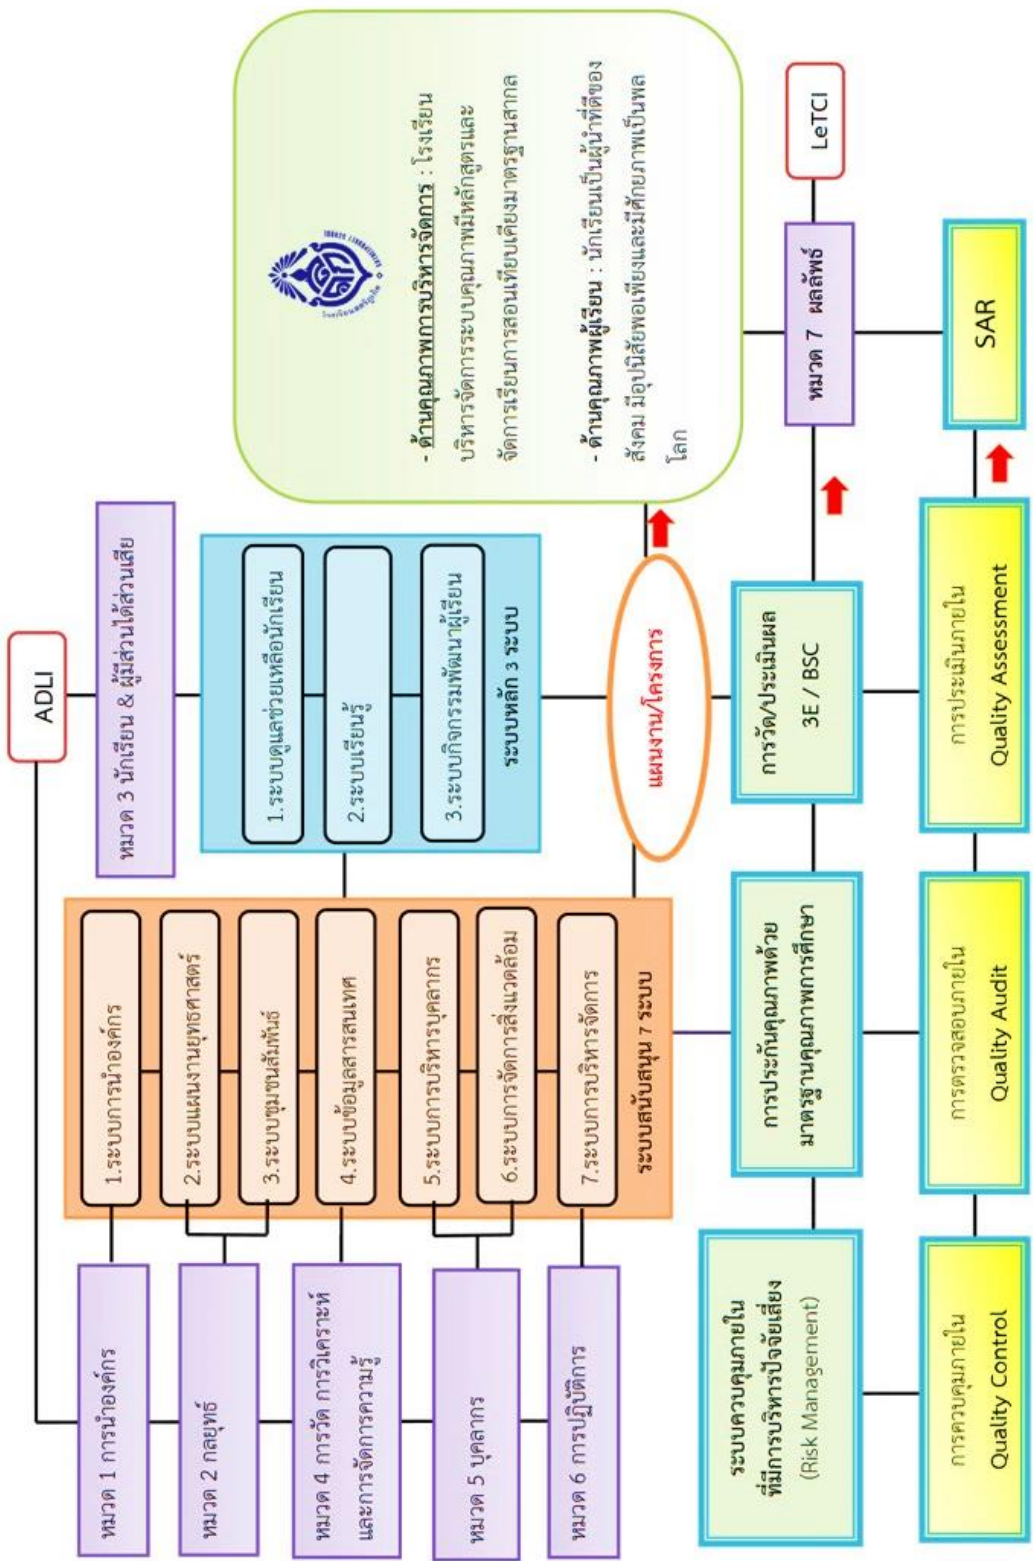 ADLI
หมวด 1 การนำองค์กร
หมวด 2 กลยุทธ์
หมวด 4 การวัด การวิเคราะห์
และการจัดการความรู้
หมวด 5 บุคลากร
หมวด 6 การปฏิบัติการ
1.ระบบการนำองค์กร
2.ระบบแผนงานยุทธศาสตร์
3.ระบบชุมชนสัมพันธ์
4.ระบบข้อมูลสารสนเทศ
5.ระบบการบริหารบุคลากร
6.ระบบการจัดการสิ่งแวดล้อม
7.ระบบการบริหารจัดการ
ระบบสนับสนุน 7 ระบบ
หมวด 3 นักเรียน & ผู้มีส่วนได้ส่วนเสีย
1.ระบบดูแลช่วยเหลือนักเรียน
2.ระบบเรียนรู้
3.ระบบกิจกรรมพัฒนาผู้เรียน
ระบบหลัก 3 ระบบ
แผนงาน/โครงการ
- ด้านคุณภาพการบริหารจัดการ : โรงเรียน
บริหารจัดการระบบคุณภาพมีหลักสูตรและ
จัดการเรียนการสอนเทียบเคียงมาตรฐานสากล
- ด้านคุณภาพผู้เรียน : นักเรียนเป็นผู้นำที่ดีของ
สังคม มีอุปนิสัยพอเพียงและมีศักยภาพเป็นพล
โลก
ระบบควบคุมภายใน
ที่มีการบริหารปัจจัยเสี่ยง
(Risk Management)
การประกันคุณภาพด้วย
มาตรฐานคุณภาพการศึกษา
การวัด/ประเมินผล
3E / BSC
หมวด 7 ผลลัพธ์
LeTCI
การควบคุมภายใน
Quality Control
การตรวจสอบภายใน
Quality Audit
การประเมินภายใน
Quality Assessment
SAR